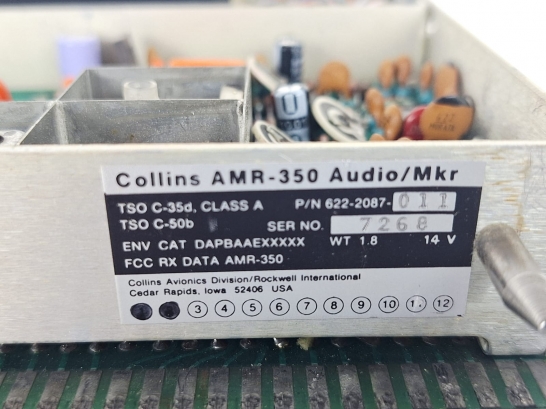 Collins AMR-350 Audio/Mkr
TSO C-35d, CLASS A P/N 622-2087-011
TSO C-50b SER NO. 7268
ENV CAT DAPBAAEXXXXX WT 1.8 14 V
FCC RX DATA AMR-350
Collins Avionics Division/Rockwell International
Cedar Rapids, Iowa 52406 USA
3 4 5 6 7 8 9 10 11 12